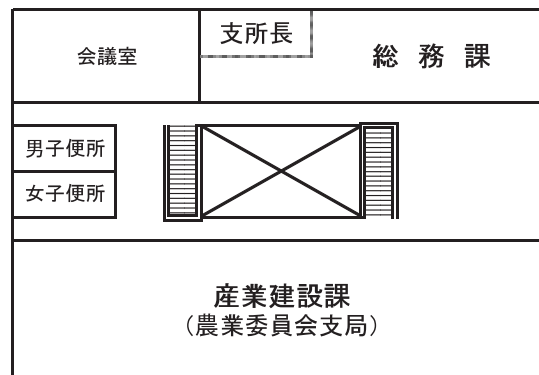 会議室
支所長
総務課
男子便所
女子便所
産業建設課
（農業委員会支局）